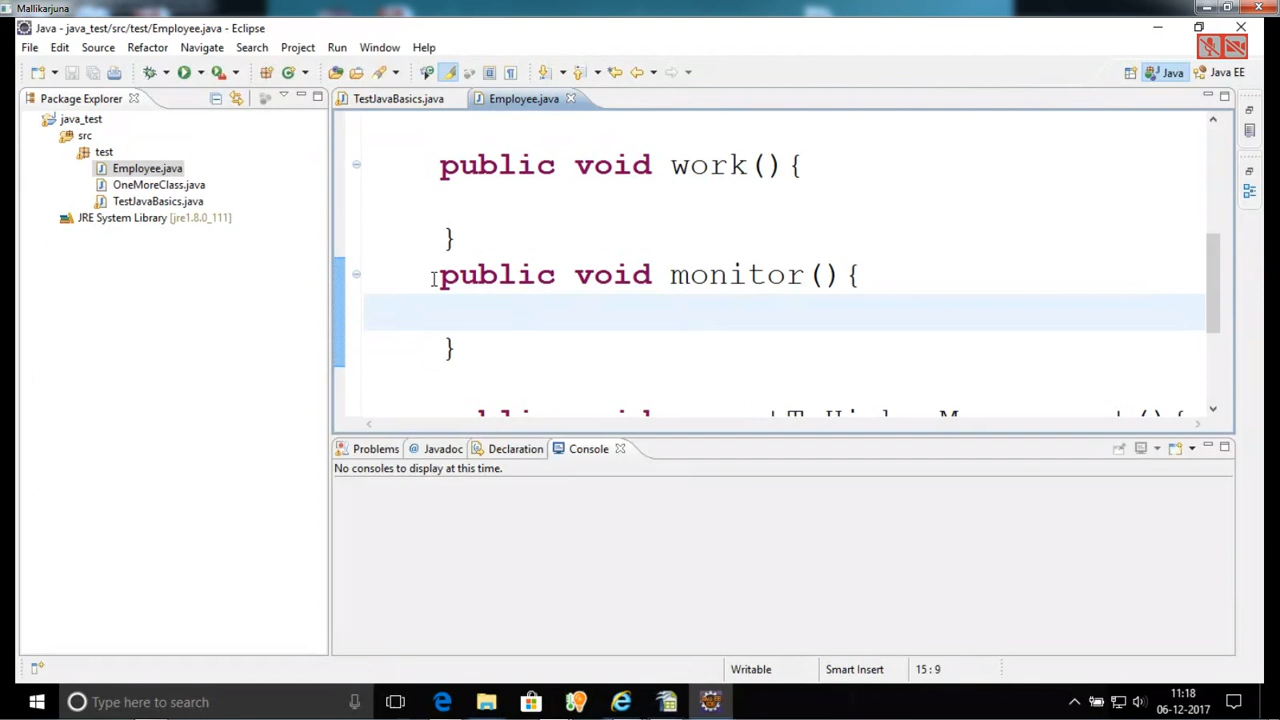 Mallikarjuna
Java - java_test/src/test/Employee.java - Eclipse
File Edit Source Refactor Navigate Search Project Run Window Help
Java Java EE
Package Explorer
TestJavaBasics.java Employee.java
java_test
src
test
Employee.java
OneMoreClass.java
TestJavaBasics.java
JRE System Library [jre1.8.0_111]
public void work(){
}
public void monitor(){
}
Problems Javadoc Declaration Console
No consoles to display at this time.
Writable Smart Insert 15 : 9
Type here to search
11:18
06-12-2017